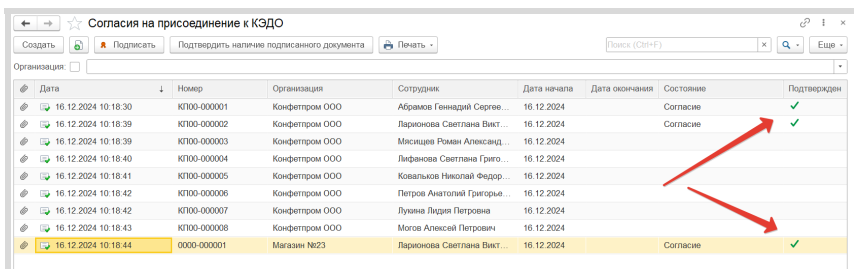 Согласия на присоединение к КЭДО
Создать Подписать Подтвердить наличие подписанного документа Печать Поиск (Ctrl+F) × Еще
Организация:
Дата ↓ Номер Организация Сотрудник Дата начала Дата окончания Состояние Подтвержден
16.12.2024 10:18:30 КП00-000001 Конфетпром ООО Абрамов Геннадий Сергее... 16.12.2024 Согласие
16.12.2024 10:18:39 КП00-000002 Конфетпром ООО Ларионова Светлана Викт... 16.12.2024 Согласие
16.12.2024 10:18:39 КП00-000003 Конфетпром ООО Мясищев Роман Александ... 16.12.2024
16.12.2024 10:18:40 КП00-000004 Конфетпром ООО Лифанова Светлана Григо... 16.12.2024
16.12.2024 10:18:41 КП00-000005 Конфетпром ООО Ковальков Николай Федор... 16.12.2024
16.12.2024 10:18:42 КП00-000006 Конфетпром ООО Петров Анатолий Григорье... 16.12.2024
16.12.2024 10:18:42 КП00-000007 Конфетпром ООО Лукина Лидия Петровна 16.12.2024
16.12.2024 10:18:43 КП00-000008 Конфетпром ООО Могов Алексей Петрович 16.12.2024
16.12.2024 10:18:44 0000-000001 Магазин №23 Ларионова Светлана Викт... 16.12.2024 Согласие